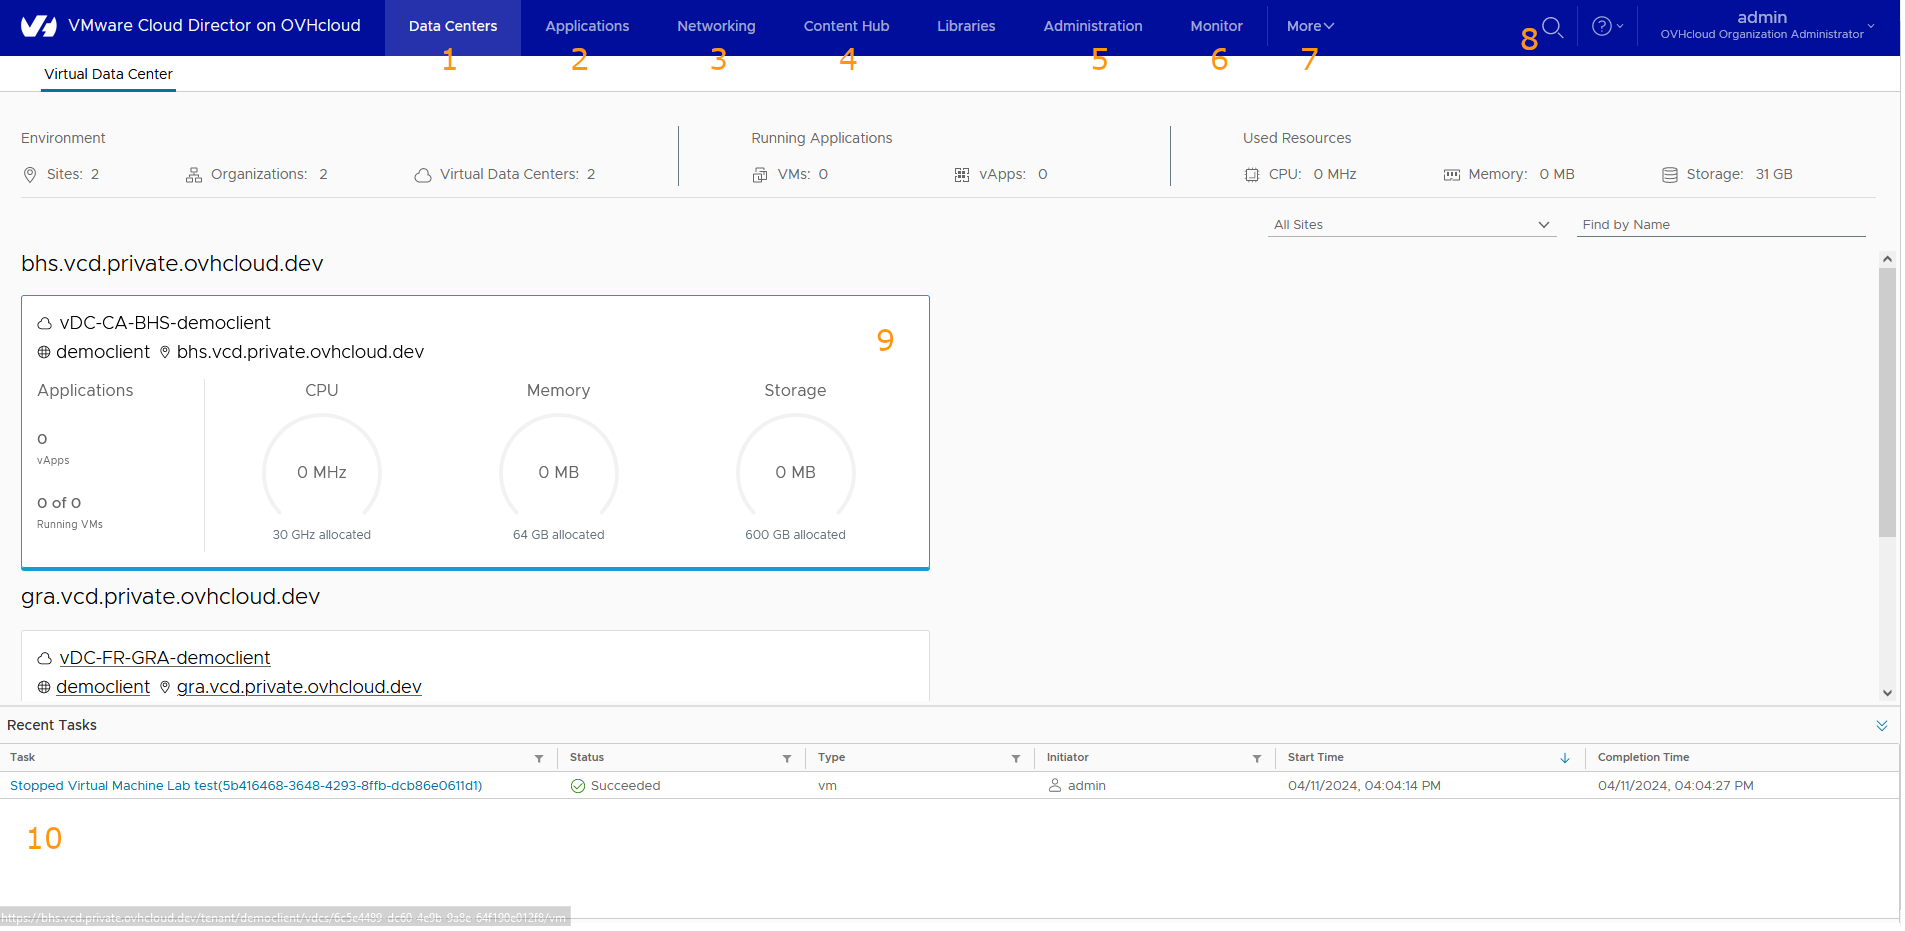 VMware Cloud Director on OVHcloud
Data Centers
Applications
Networking
Content Hub
Libraries
Administration
Monitor
More
admin
OVHcloud Organization Administrator
1
2
3
4
5
6
7
8
Virtual Data Center
Environment
Running Applications
Used Resources
Sites: 2
Organizations: 2
Virtual Data Centers: 2
VMs: 0
vApps: 0
CPU: 0 MHz
Memory: 0 MB
Storage: 31 GB
All Sites
Find by Name
bhs.vcd.private.ovhcloud.dev
vDC-CA-BHS-democlient
democlient bhs.vcd.private.ovhcloud.dev
9
Applications
CPU
Memory
Storage
0
vApps
0 of 0
Running VMs
0 MHz
0 MB
0 MB
30 GHz allocated
64 GB allocated
600 GB allocated
gra.vcd.private.ovhcloud.dev
vDC-FR-GRA-democlient
democlient gra.vcd.private.ovhcloud.dev
Recent Tasks
Task Status Type Initiator Start Time Completion Time
Stopped Virtual Machine Lab test(5b416468-3648-4293-8ffb-dcb86e0611d1) Succeeded vm admin 04/11/2024, 04:04:14 PM 04/11/2024, 04:04:27 PM
10
https://bhs.vcd.private.ovhcloud.dev/tenant/democlient/vdcs/6c5e4489-dc60-4e9b-9a8e-64f190e012f8/vm